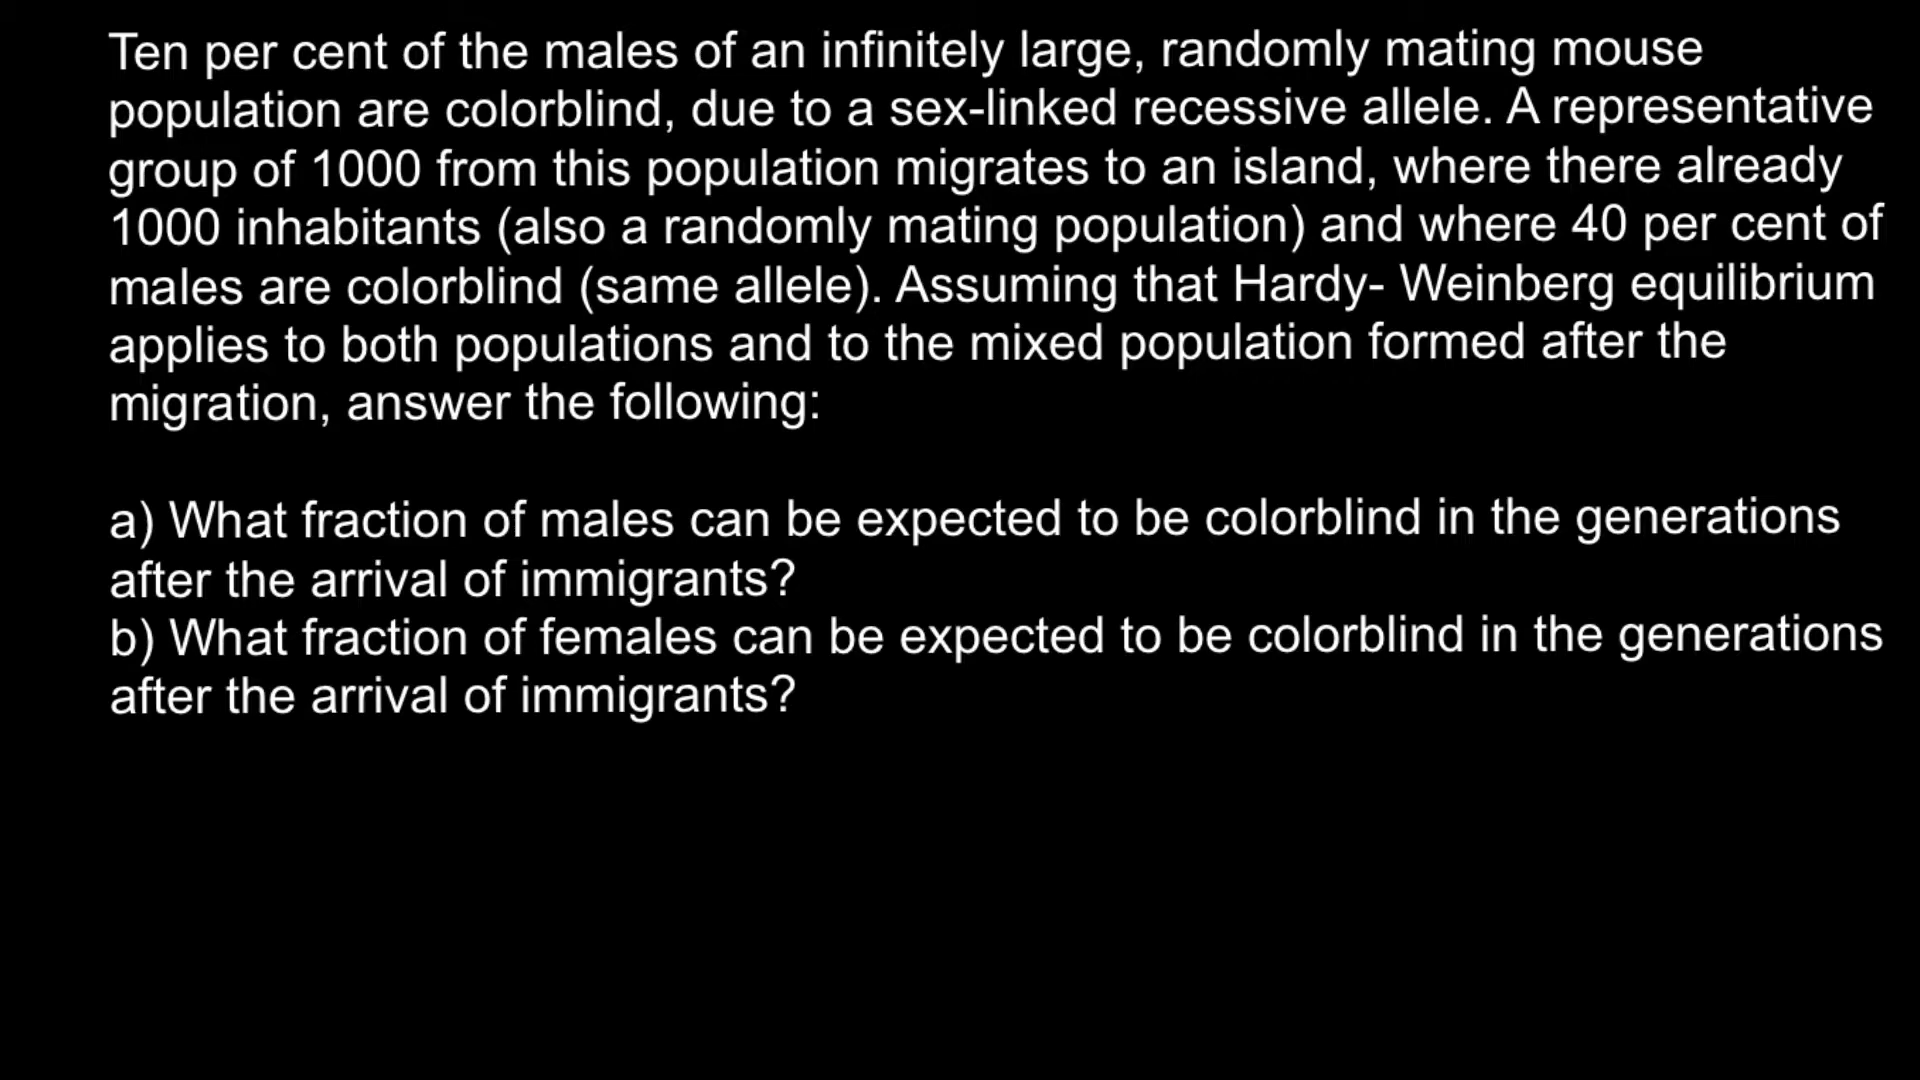 Ten per cent of the males of an infinitely large, randomly mating mouse
population are colorblind, due to a sex-linked recessive allele. A representative
group of 1000 from this population migrates to an island, where there already
1000 inhabitants (also a randomly mating population) and where 40 per cent of
males are colorblind (same allele). Assuming that Hardy- Weinberg equilibrium
applies to both populations and to the mixed population formed after the
migration, answer the following:
a) What fraction of males can be expected to be colorblind in the generations
after the arrival of immigrants?
b) What fraction of females can be expected to be colorblind in the generations
after the arrival of immigrants?